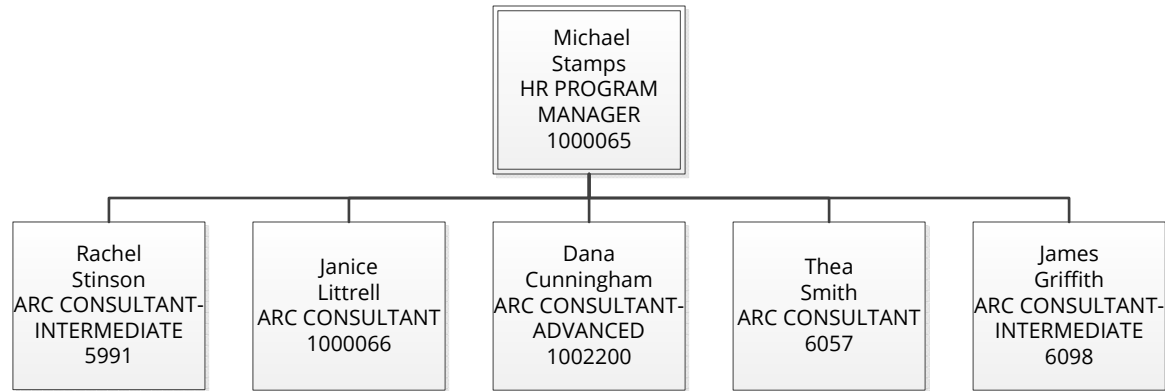 Michael
Stamps
HR PROGRAM
MANAGER
1000065
Rachel
Stinson
ARC CONSULTANT-
INTERMEDIATE
5991
Janice
Littrell
ARC CONSULTANT
1000066
Dana
Cunningham
ARC CONSULTANT-
ADVANCED
1002200
Thea
Smith
ARC CONSULTANT
6057
James
Griffith
ARC CONSULTANT-
INTERMEDIATE
6098